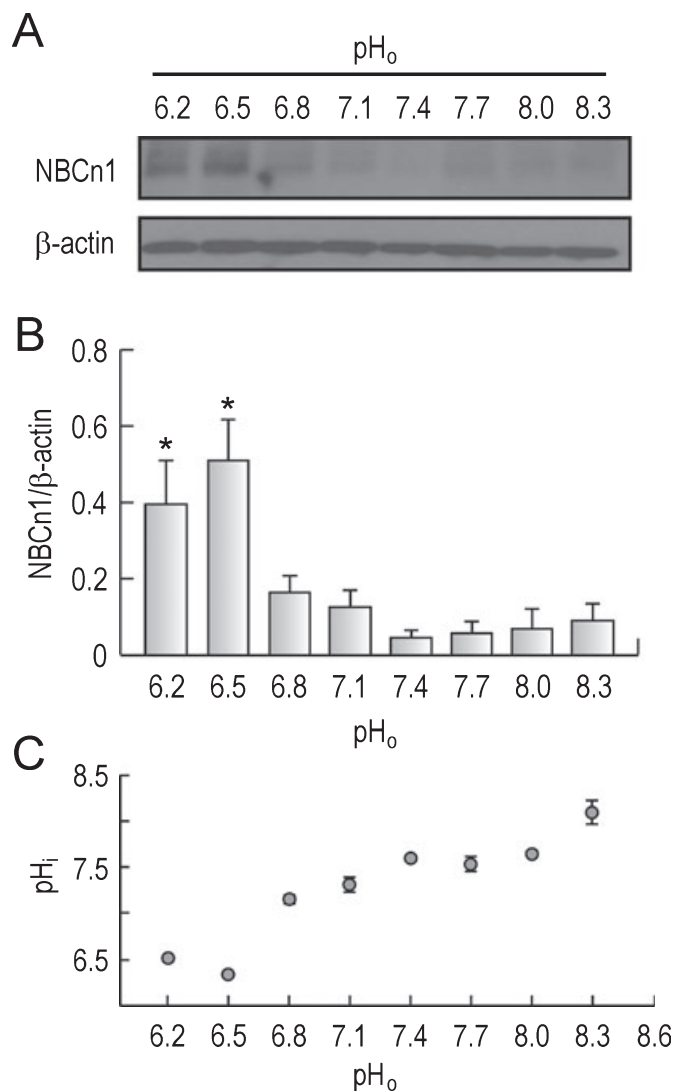 A
pHo
6.2 6.5 6.8 7.1 7.4 7.7 8.0 8.3
NBCn1
β-actin
B
NBCn1/β-actin
0.8
0.6
0.4
0.2
0
* *
6.2 6.5 6.8 7.1 7.4 7.7 8.0 8.3
pHo
C
pHi
8.5
7.5
6.5
6.2 6.5 6.8 7.1 7.4 7.7 8.0 8.3 8.6
pHo